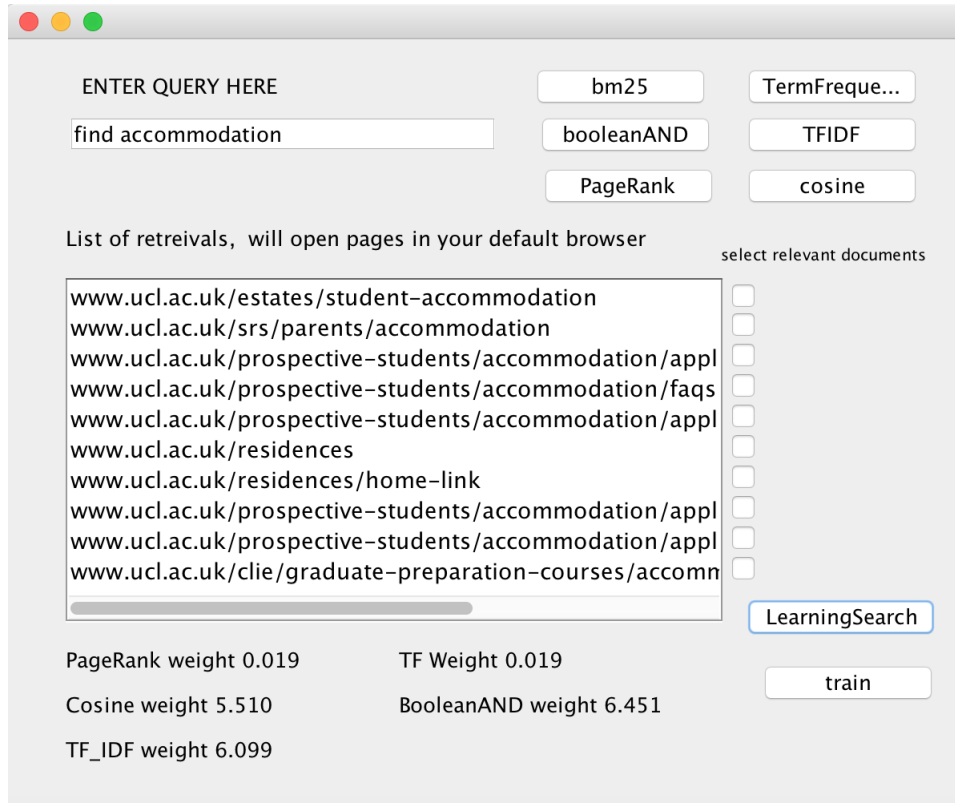 ENTER QUERY HERE
bm25
TermFreque...
find accommodation
booleanAND
TFIDF
PageRank
cosine
List of retreivals, will open pages in your default browser
select relevant documents
www.ucl.ac.uk/estates/student-accommodation
www.ucl.ac.uk/srs/parents/accommodation
www.ucl.ac.uk/prospective-students/accommodation/appl
www.ucl.ac.uk/prospective-students/accommodation/faqs
www.ucl.ac.uk/prospective-students/accommodation/appl
www.ucl.ac.uk/residences
www.ucl.ac.uk/residences/home-link
www.ucl.ac.uk/prospective-students/accommodation/appl
www.ucl.ac.uk/prospective-students/accommodation/appl
www.ucl.ac.uk/clie/graduate-preparation-courses/accomm
LearningSearch
PageRank weight 0.019
TF Weight 0.019
train
Cosine weight 5.510
BooleanAND weight 6.451
TF_IDF weight 6.099